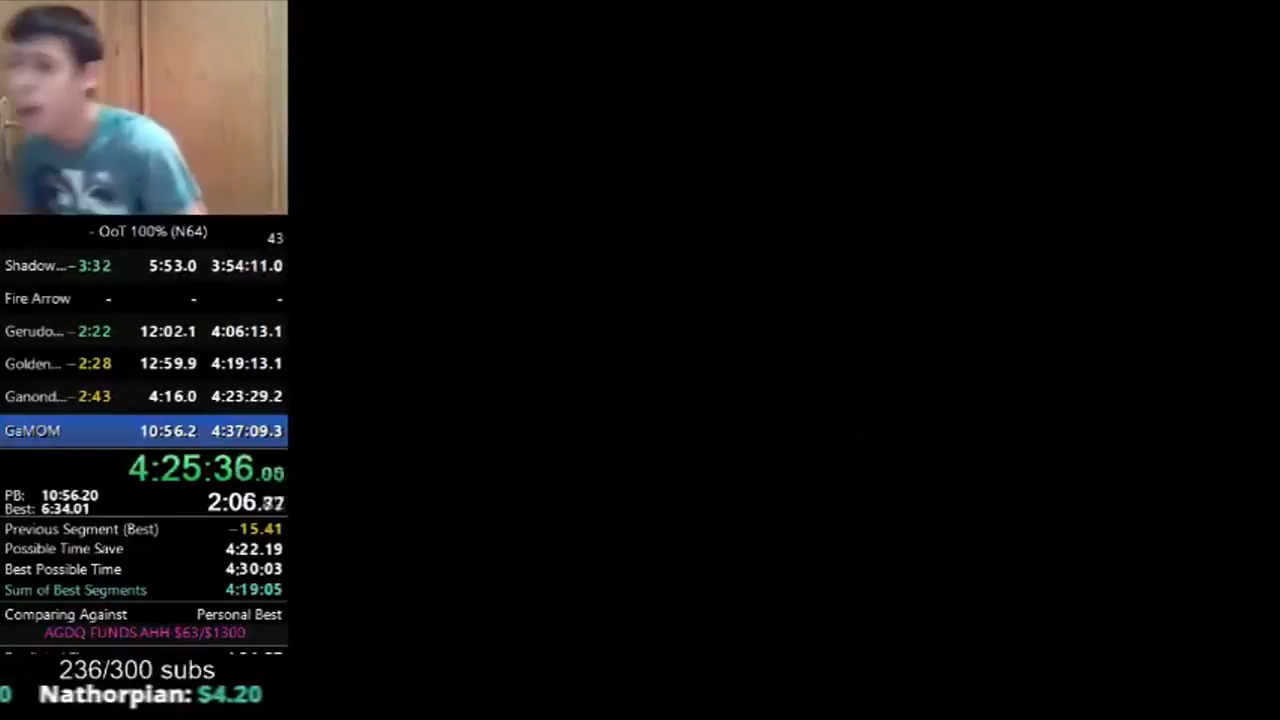 - OoT 100% (N64)
43
Shadow... -3:32 5:53.0 3:54:11.0
Fire Arrow - - -
Gerudo... -2:22 12:02.1 4:06:13.1
Golden... -2:28 12:59.9 4:19:13.1
Ganond... -2:43 4:16.0 4:23:29.2
GaMOM 10:56.2 4:37:09.3
4:25:36
PB: 10:56.20
Best: 6:34.01
2:06
Previous Segment (Best) -15.41
Possible Time Save 4:22.19
Best Possible Time 4:30:03
Sum of Best Segments 4:19:05
Comparing Against Personal Best
AGDQ FUNDS AHH $63/$1300
236/300 subs
0 Nathorpian: $4.20